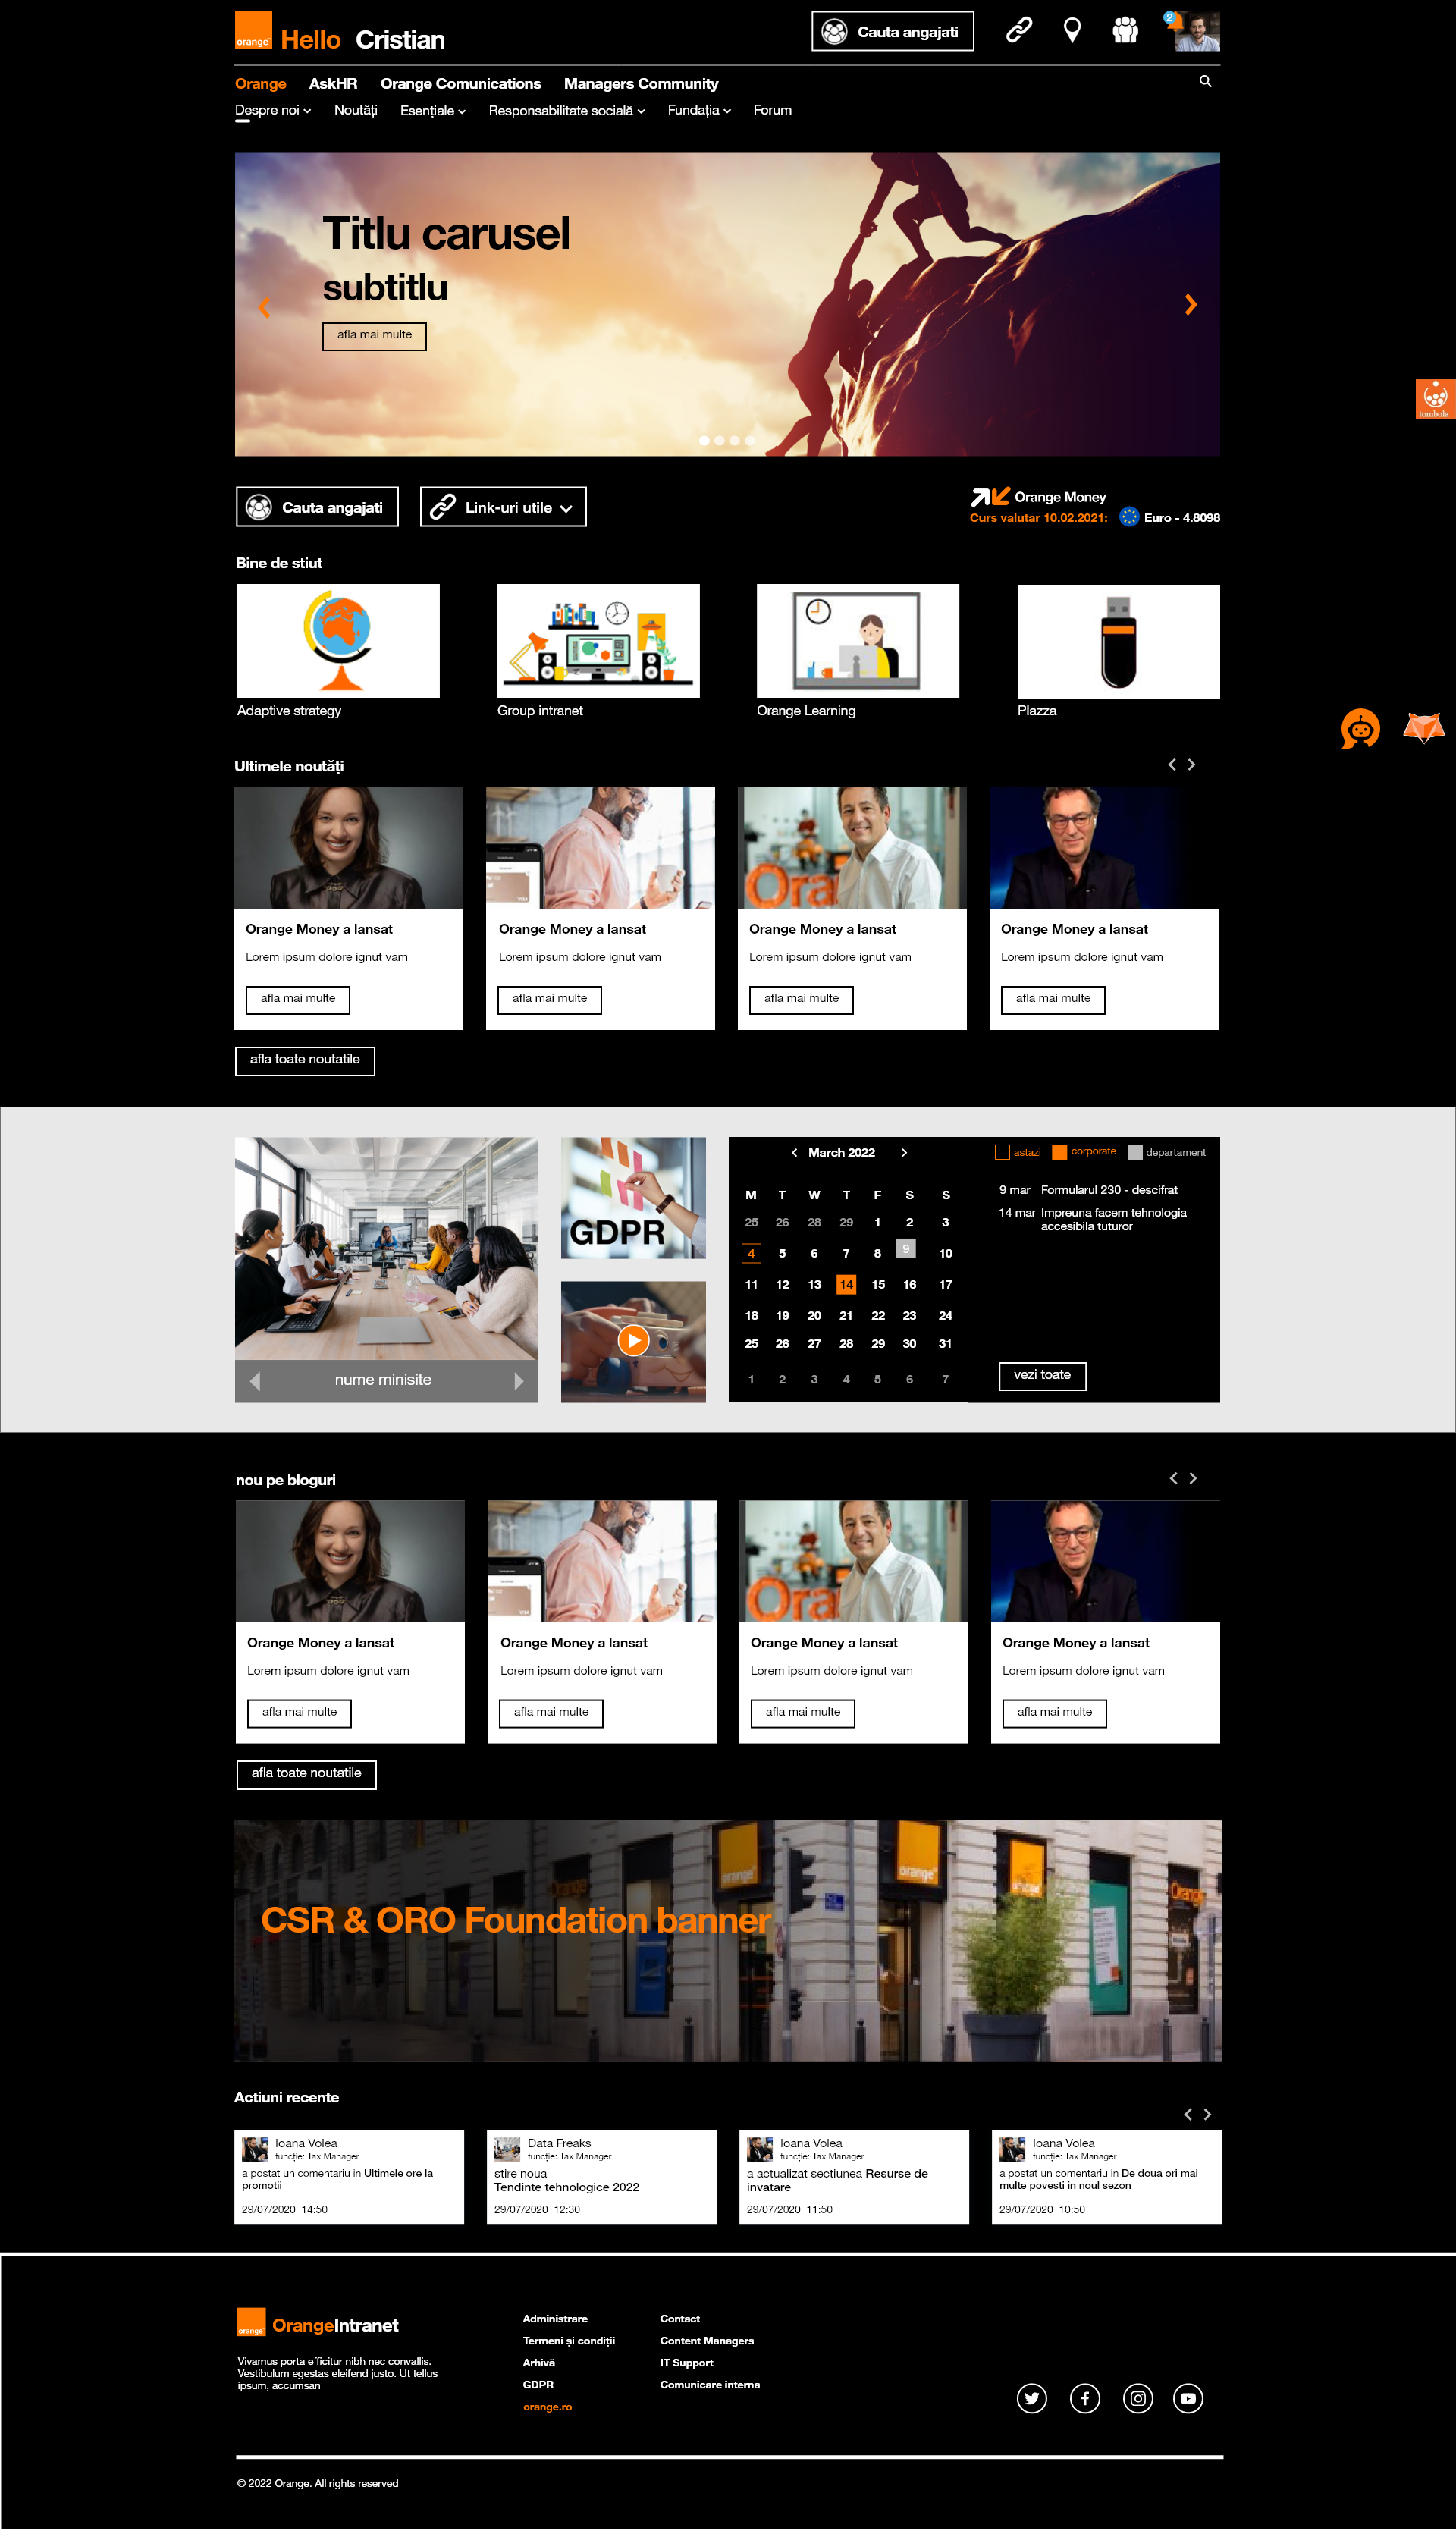 orange
Hello Cristian
Cauta angajati
2
Orange AskHR Orange Comunications Managers Community
Despre noi Noutăți Esențiale Responsabilitate socială Fundația Forum
Titlu carusel
subtitlu
afla mai multe
tombola
Cauta angajati
Link-uri utile
Orange Money
Curs valutar 10.02.2021: Euro - 4.8098
Bine de stiut
Adaptive strategy
Group intranet
Orange Learning
Plazza
Ultimele noutăți
Ora
Orange Money a lansat
Lorem ipsum dolore ignut vam
afla mai multe
Orange Money a lansat
Lorem ipsum dolore ignut vam
afla mai multe
Orange Money a lansat
Lorem ipsum dolore ignut vam
afla mai multe
Orange Money a lansat
Lorem ipsum dolore ignut vam
afla mai multe
afla toate noutatile
nume minisite
GDPR
March 2022
M T W T F S S
25 26 28 29 1 2 3
4 5 6 7 8 9 10
11 12 13 14 15 16 17
18 19 20 21 22 23 24
25 26 27 28 29 30 31
1 2 3 4 5 6 7
astazi corporate departament
9 mar Formularul 230 - descifrat
14 mar Impreuna facem tehnologia
accesibila tuturor
vezi toate
nou pe bloguri
Ora
Orange Money a lansat
Lorem ipsum dolore ignut vam
afla mai multe
Orange Money a lansat
Lorem ipsum dolore ignut vam
afla mai multe
Orange Money a lansat
Lorem ipsum dolore ignut vam
afla mai multe
Orange Money a lansat
Lorem ipsum dolore ignut vam
afla mai multe
afla toate noutatile
orange
orange
orange
Orange
CSR & ORO Foundation banner
Actiuni recente
Ioana Volea
funcție: Tax Manager
a postat un comentariu in Ultimele ore la
promotii
29/07/2020 14:50
Data Freaks
funcție: Tax Manager
stire noua
Tendinte tehnologice 2022
29/07/2020 12:30
Ioana Volea
funcție: Tax Manager
a actualizat sectiunea Resurse de
invatare
29/07/2020 11:50
Ioana Volea
funcție: Tax Manager
a postat un comentariu in De doua ori mai
multe povesti in noul sezon
29/07/2020 10:50
orange
OrangeIntranet
Vivamus porta efficitur nibh nec convallis.
Vestibulum egestas eleifend justo. Ut tellus
ipsum, accumsan
Administrare
Termeni și condiții
Arhivă
GDPR
orange.ro
Contact
Content Managers
IT Support
Comunicare interna
© 2022 Orange. All rights reserved